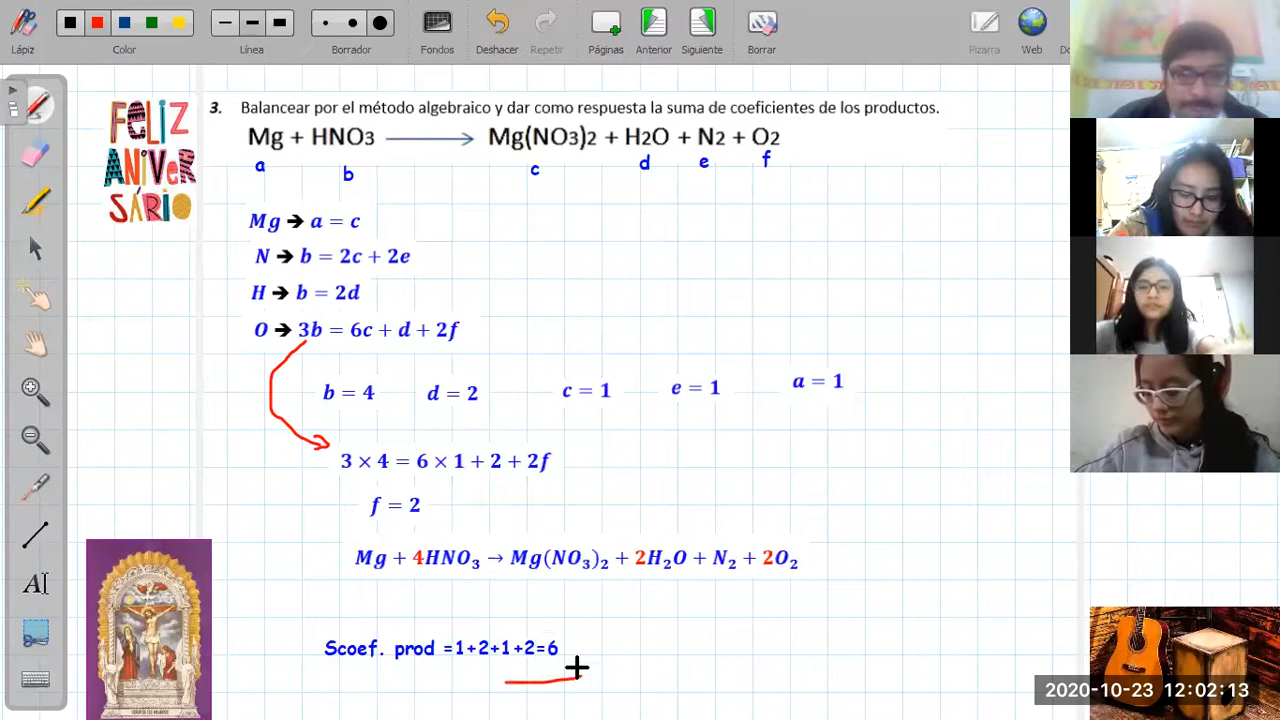 Lápiz Color Línea Borrador Fondos Deshacer Repetir Páginas Anterior Siguiente Borrar Pizarra Web
FELIZ
ANIVER
SÁRIO
3. Balancear por el método algebraico y dar como respuesta la suma de coeficientes de los productos.
Mg + HNO3 ⟶ Mg(NO3)2 + H2O + N2 + O2
a b c d e f
Mg ➔ a = c
N ➔ b = 2c + 2e
H ➔ b = 2d
O ➔ 3b = 6c + d + 2f
b = 4 d = 2 c = 1 e = 1 a = 1
3 × 4 = 6 × 1 + 2 + 2f
f = 2
Mg + 4HNO₃ → Mg(NO₃)₂ + 2H₂O + N₂ + 2O₂
Scoef. prod =1+2+1+2=6
2020-10-23 12:02:13